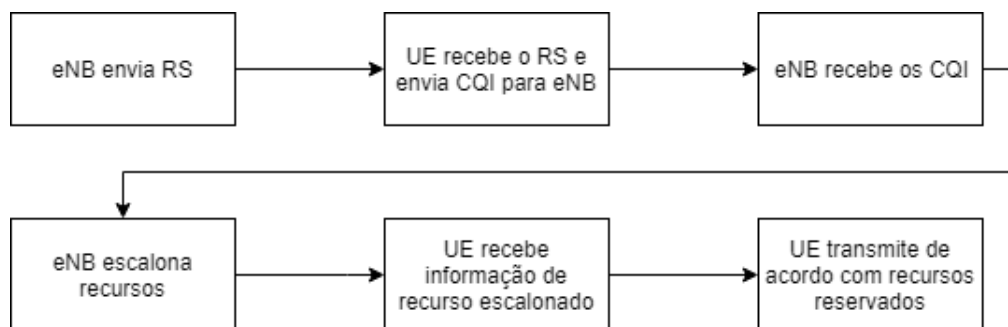 eNB envia RS
UE recebe o RS e
envia CQI para eNB
eNB recebe os CQI
eNB escalona
recursos
UE recebe
informação de
recurso escalonado
UE transmite de
acordo com recursos
reservados